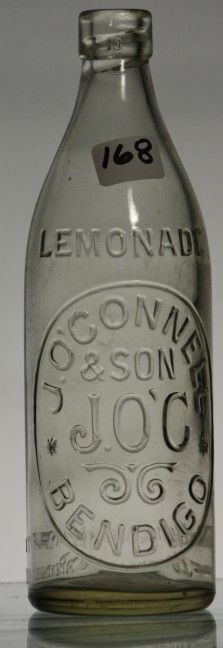 168
LEMONADE
J. O'CONNELL
& SON
J.O'C
BENDIGO